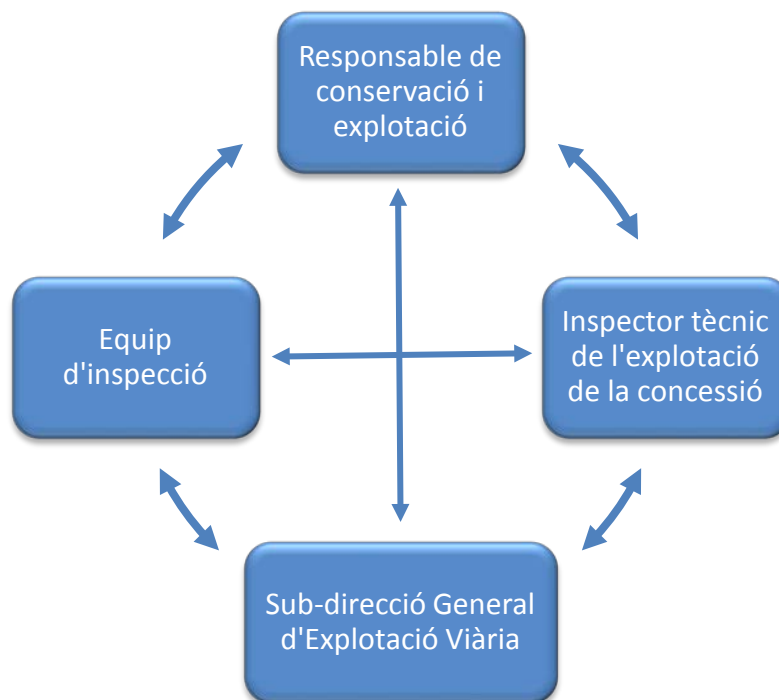 Responsable de
conservació i
explotació
Equip
d'inspecció
Inspector tècnic
de l'explotació
de la concessió
Sub-direcció General
d'Explotació Viària